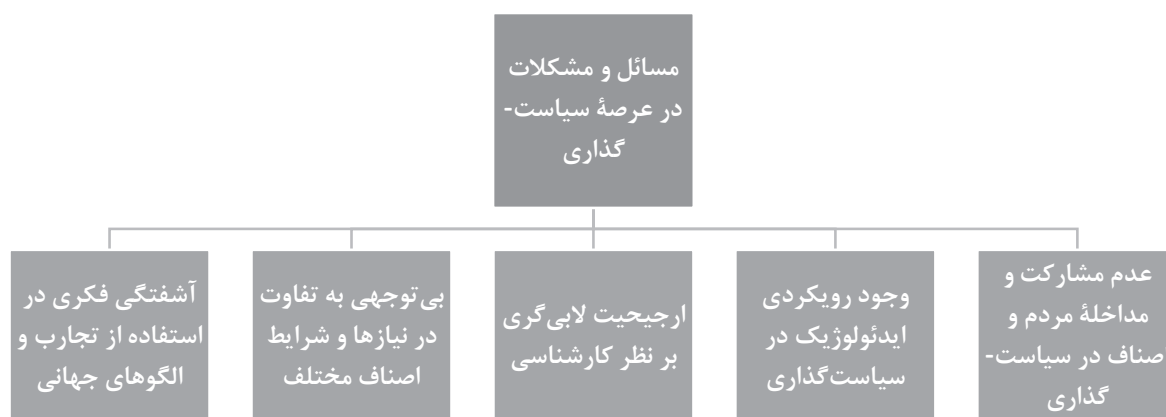 مسائل و مشکلات
در عرصهٔ سیاست-
گذاری
عدم مشارکت و
مداخلهٔ مردم و
اصناف در سیاست-
گذاری
وجود رویکردی
ایدئولوژیک در
سیاست‌گذاری
ارجیحیت لابی‌گری
بر نظر کارشناسی
بی‌توجهی به تفاوت
در نیازها و شرایط
اصناف مختلف
آشفتگی فکری در
استفاده از تجارب و
الگوهای جهانی